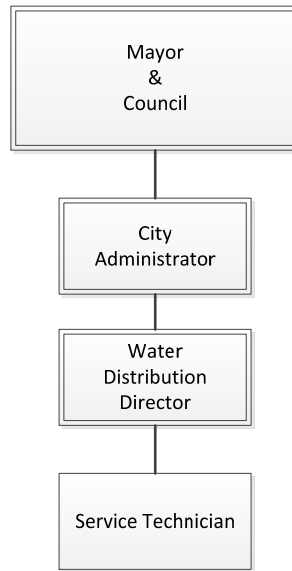 Mayor
&
Council
City
Administrator
Water
Distribution
Director
Service Technician